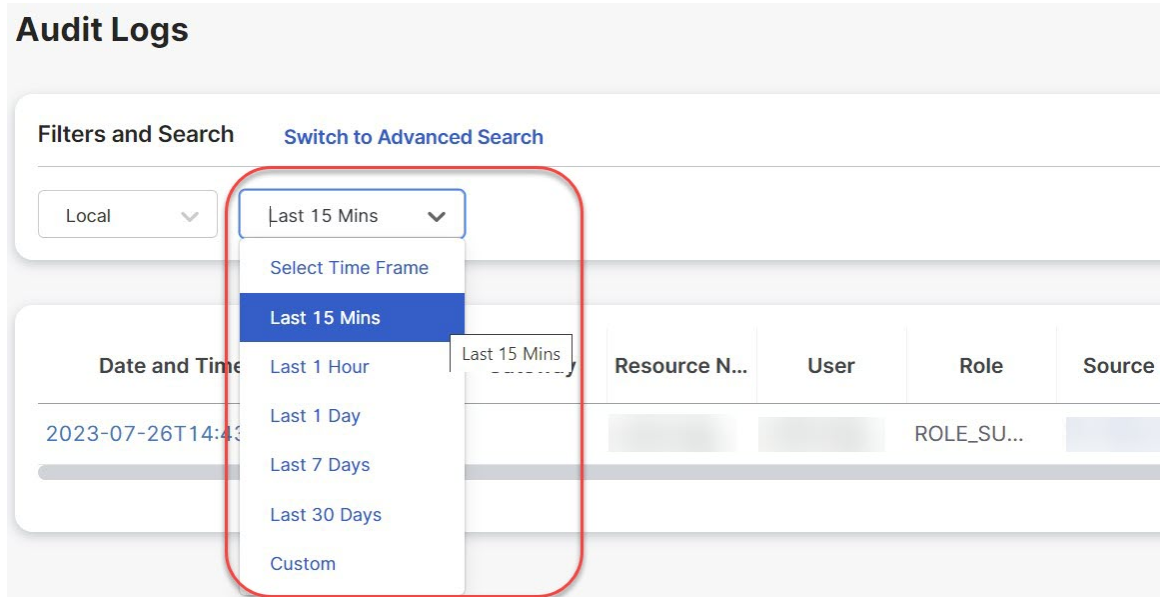 Audit Logs
Filters and Search Switch to Advanced Search
Local Last 15 Mins
Select Time Frame
Last 15 Mins
Last 15 Mins
Date and Time Last 1 Hour Resource N... User Role Source
Last 1 Day
2023-07-26T14:43 ROLE_SU...
Last 7 Days
Last 30 Days
Custom